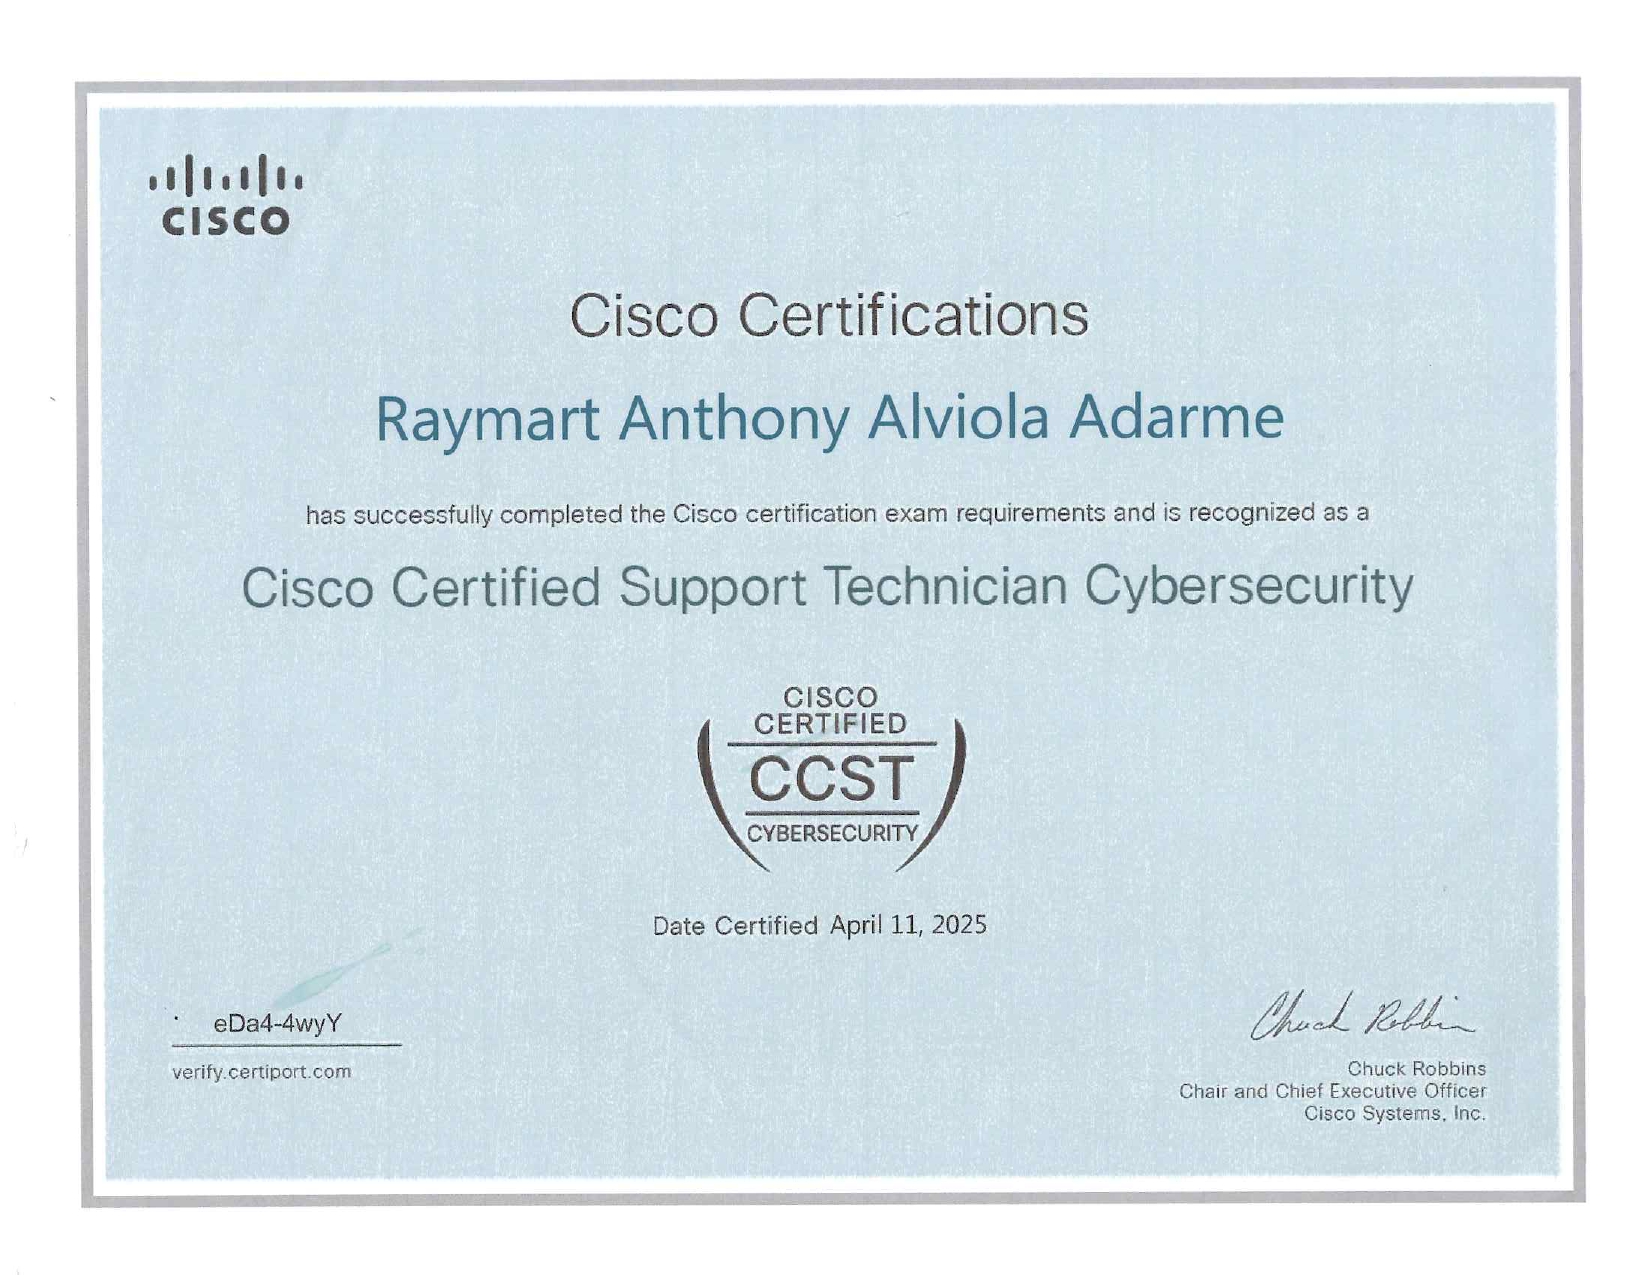 CISCO
Cisco Certifications
Raymart Anthony Alviola Adarme
has successfully completed the Cisco certification exam requirements and is recognized as a
Cisco Certified Support Technician Cybersecurity
CISCO
CERTIFIED
CCST
CYBERSECURITY
Date Certified April 11, 2025
eDa4-4wyY
verify.certiport.com
Chuck Robbins
Chuck Robbins
Chair and Chief Executive Officer
Cisco Systems, Inc.